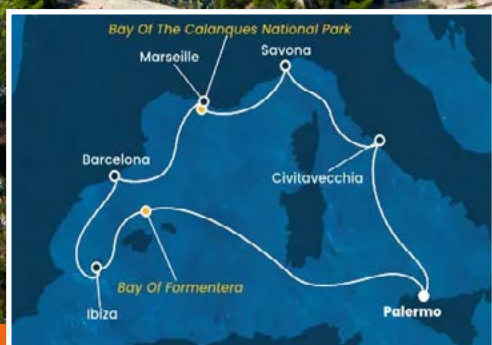 Bay Of The Calanques National Park
Marseille
Savona
Barcelona
Civitavecchia
Bay Of Formentera
Ibiza
Palermo